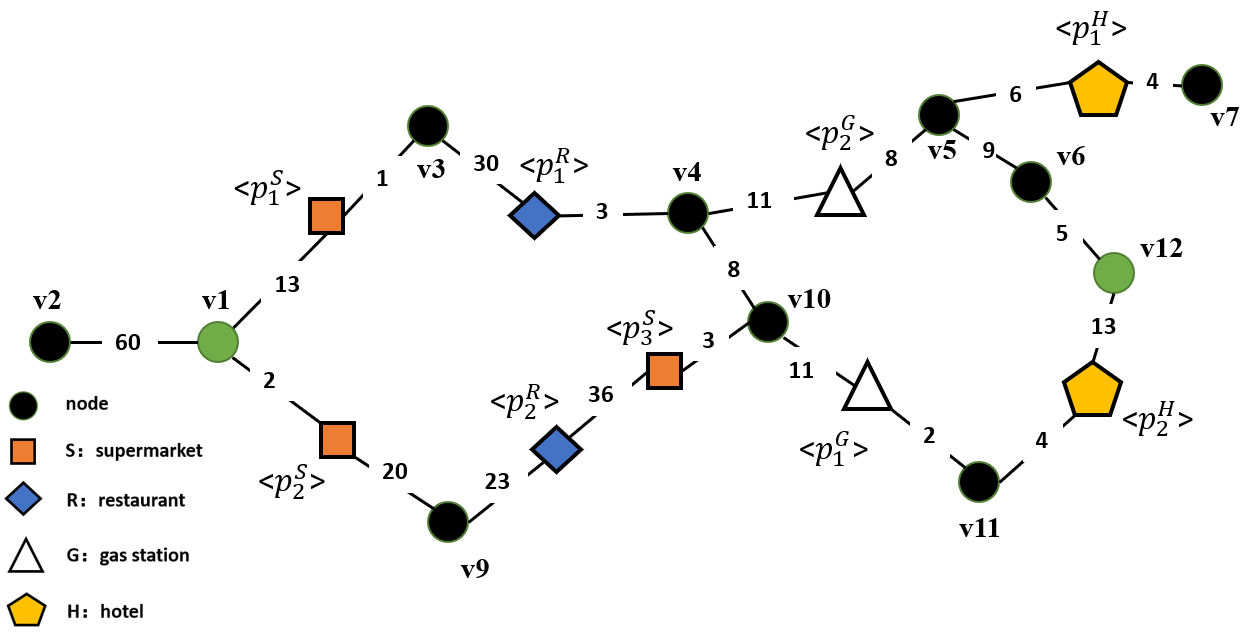 <p₁ᴴ>
6
4
v7
<p₂ᴳ>
8
v5
9
v6
v3
30
<p₁ᴿ>
v4
11
1
<p₁ˢ>
3
5
v12
13
8
v10
v2
v1
60
<p₃ˢ>
3
13
2
36
11
<p₂ᴿ>
<p₂ᴴ>
node
S: supermarket
<p₂ˢ>
20
23
<p₁ᴳ>
2
4
R: restaurant
v11
v9
G: gas station
H: hotel